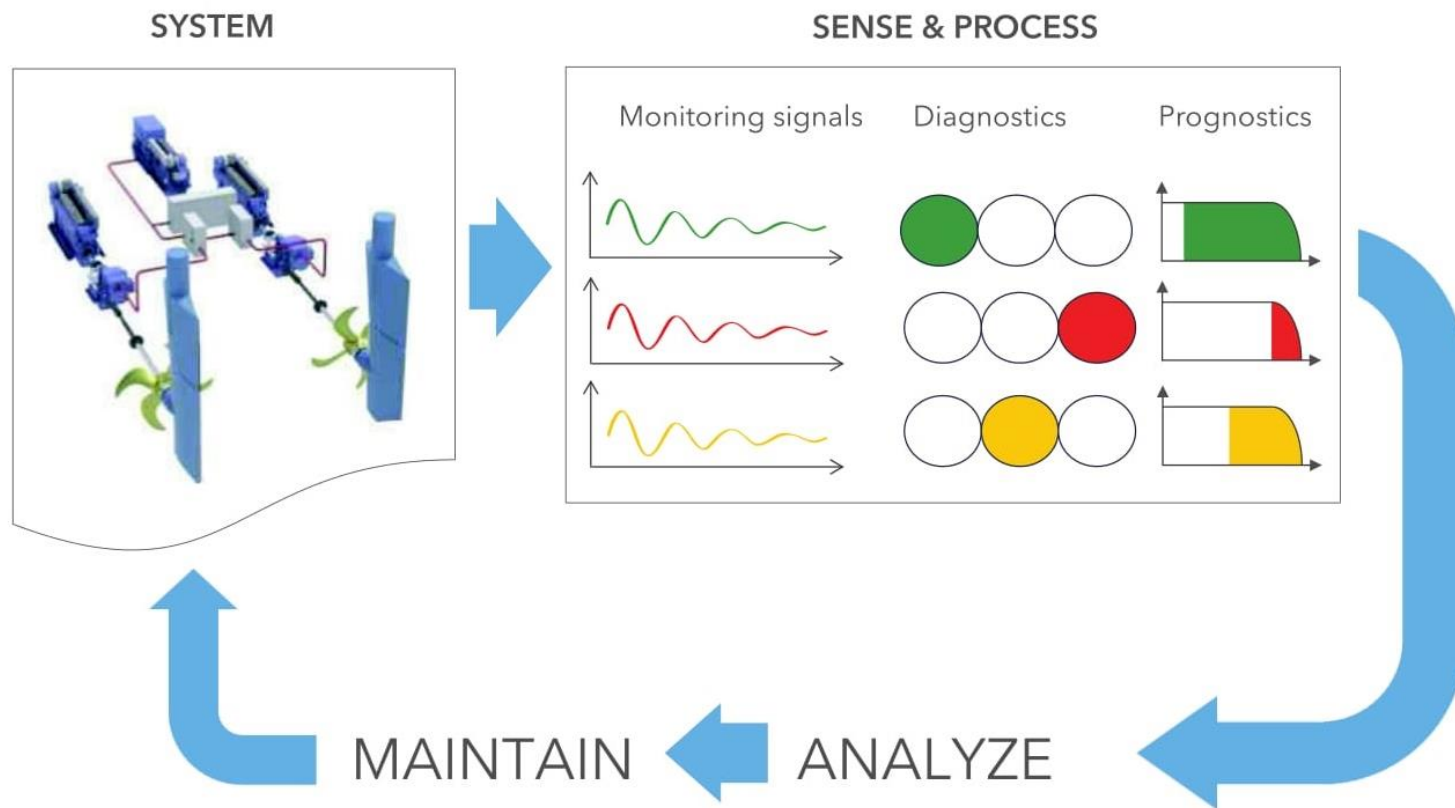 SYSTEM
SENSE & PROCESS
Monitoring signals
Diagnostics
Prognostics
MAINTAIN
ANALYZE